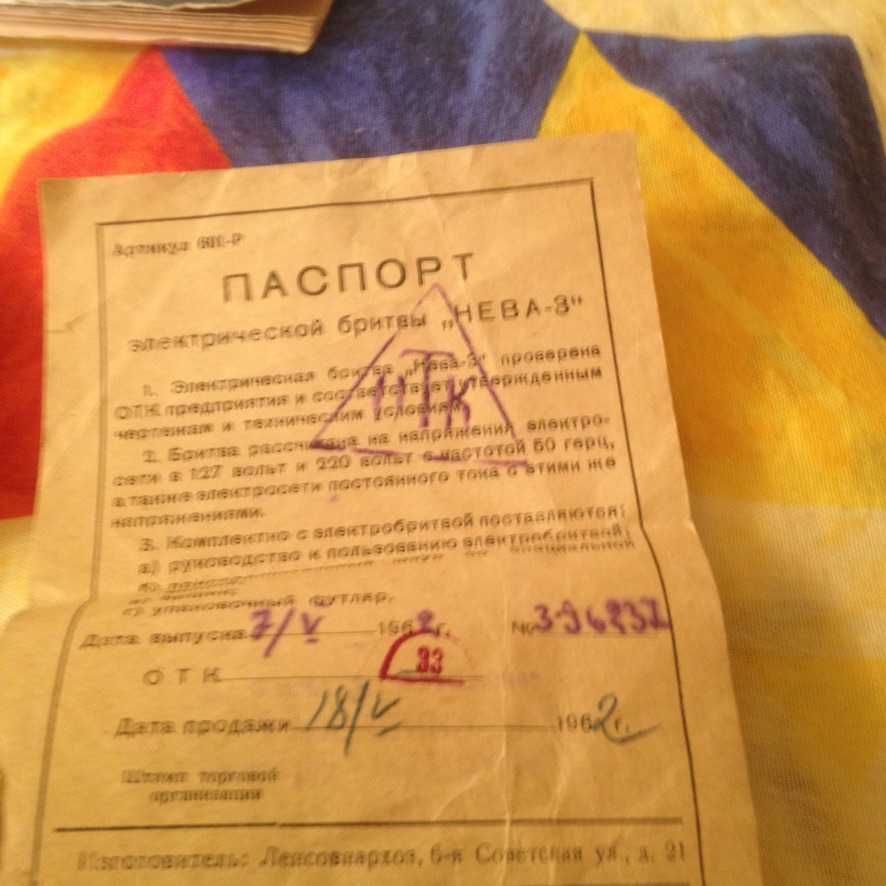 Артикул
ПАСПОРТ
электрической бритвы „НЕВА-3“
1. Электрическая бритва „Нева-3“ проверена
ОТК предприятия и соответствует утвержденным
чертежам и техническим условиям.
2. Бритва рассчитана на напряжения электро-
сети в 127 вольт и 220 вольт с частотой 50 герц,
а также электросети постоянного тока с этими же
напряжениями.
3. Комплектно с электробритвой поставляются:
а) руководство к пользованию электробритвой;
упаковочный футляр.
Дата выпуска 7/V 1962 г. №
ОТК 33
Дата продажи 18/V 1962 г.
Штамп торговой
организации
Изготовитель: Ленсовнархоз, 6-я Советская ул., д. 21